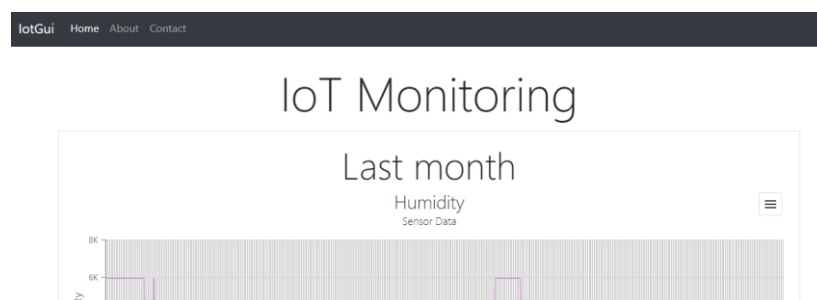 IotGui Home About Contact
IoT Monitoring
Last month
Humidity
Sensor Data
8K
6K